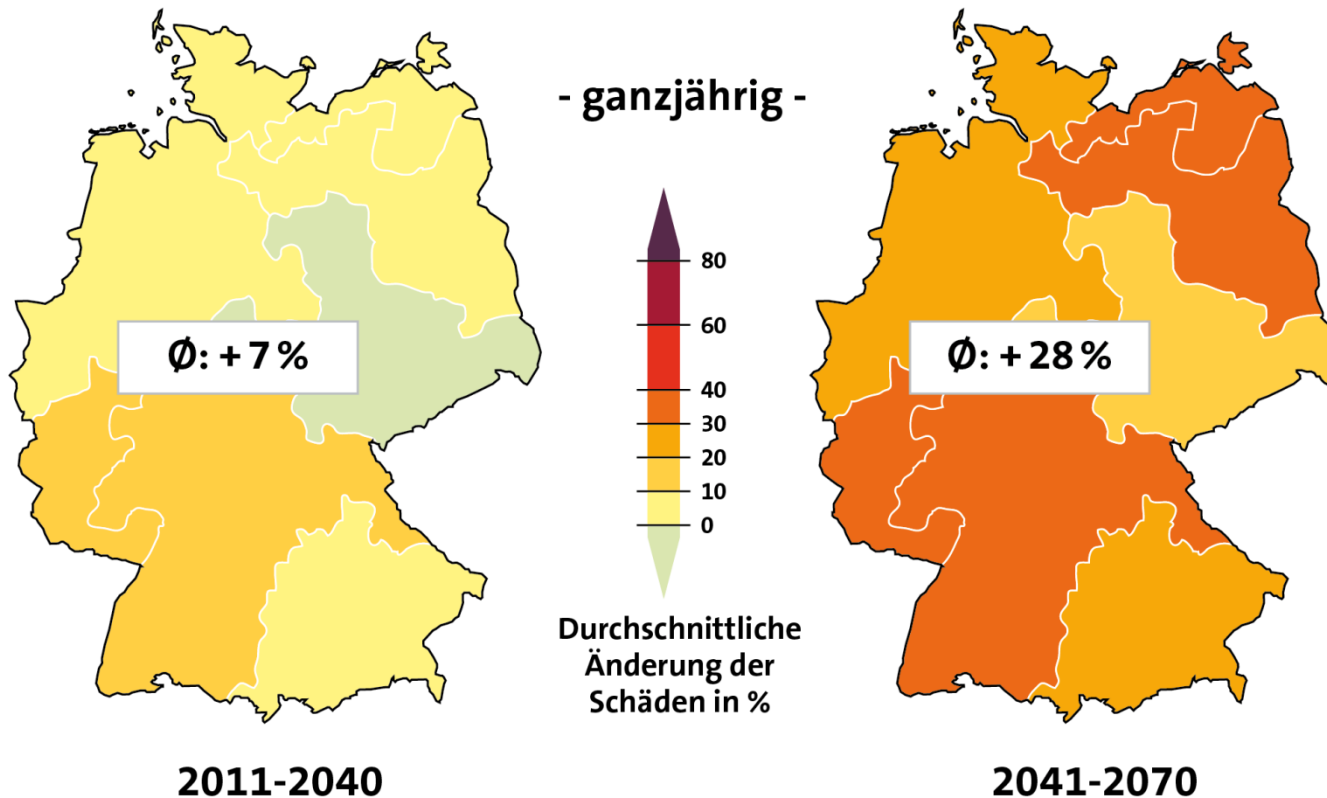 - ganzjährig -
Ø: + 7 %
80
60
40
30
20
10
0
Ø: + 28 %
Durchschnittliche
Änderung der
Schäden in %
2011-2040
2041-2070